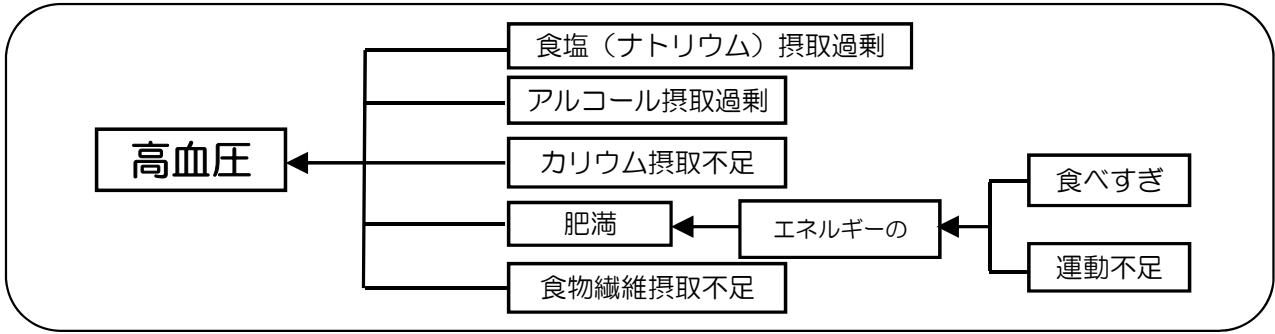 食塩（ナトリウム）摂取過剰
アルコール摂取過剰
高血圧
カリウム摂取不足
食べすぎ
肥満
エネルギーの
運動不足
食物繊維摂取不足